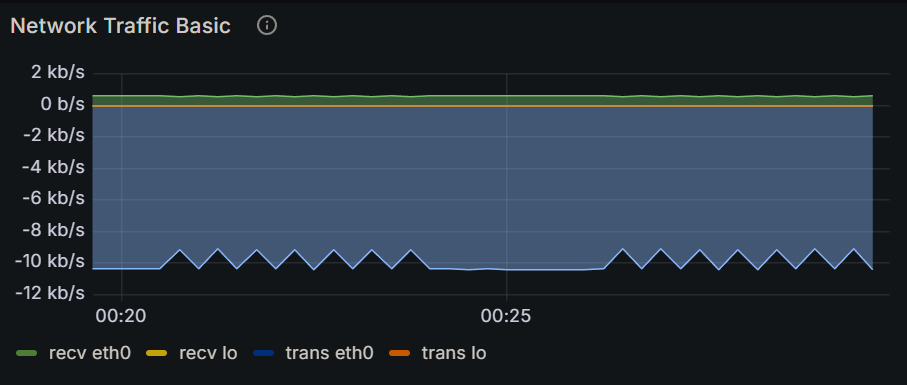 Network Traffic Basic
2 kb/s
0 b/s
-2 kb/s
-4 kb/s
-6 kb/s
-8 kb/s
-10 kb/s
-12 kb/s
00:20 00:25
recv eth0 recv lo trans eth0 trans lo